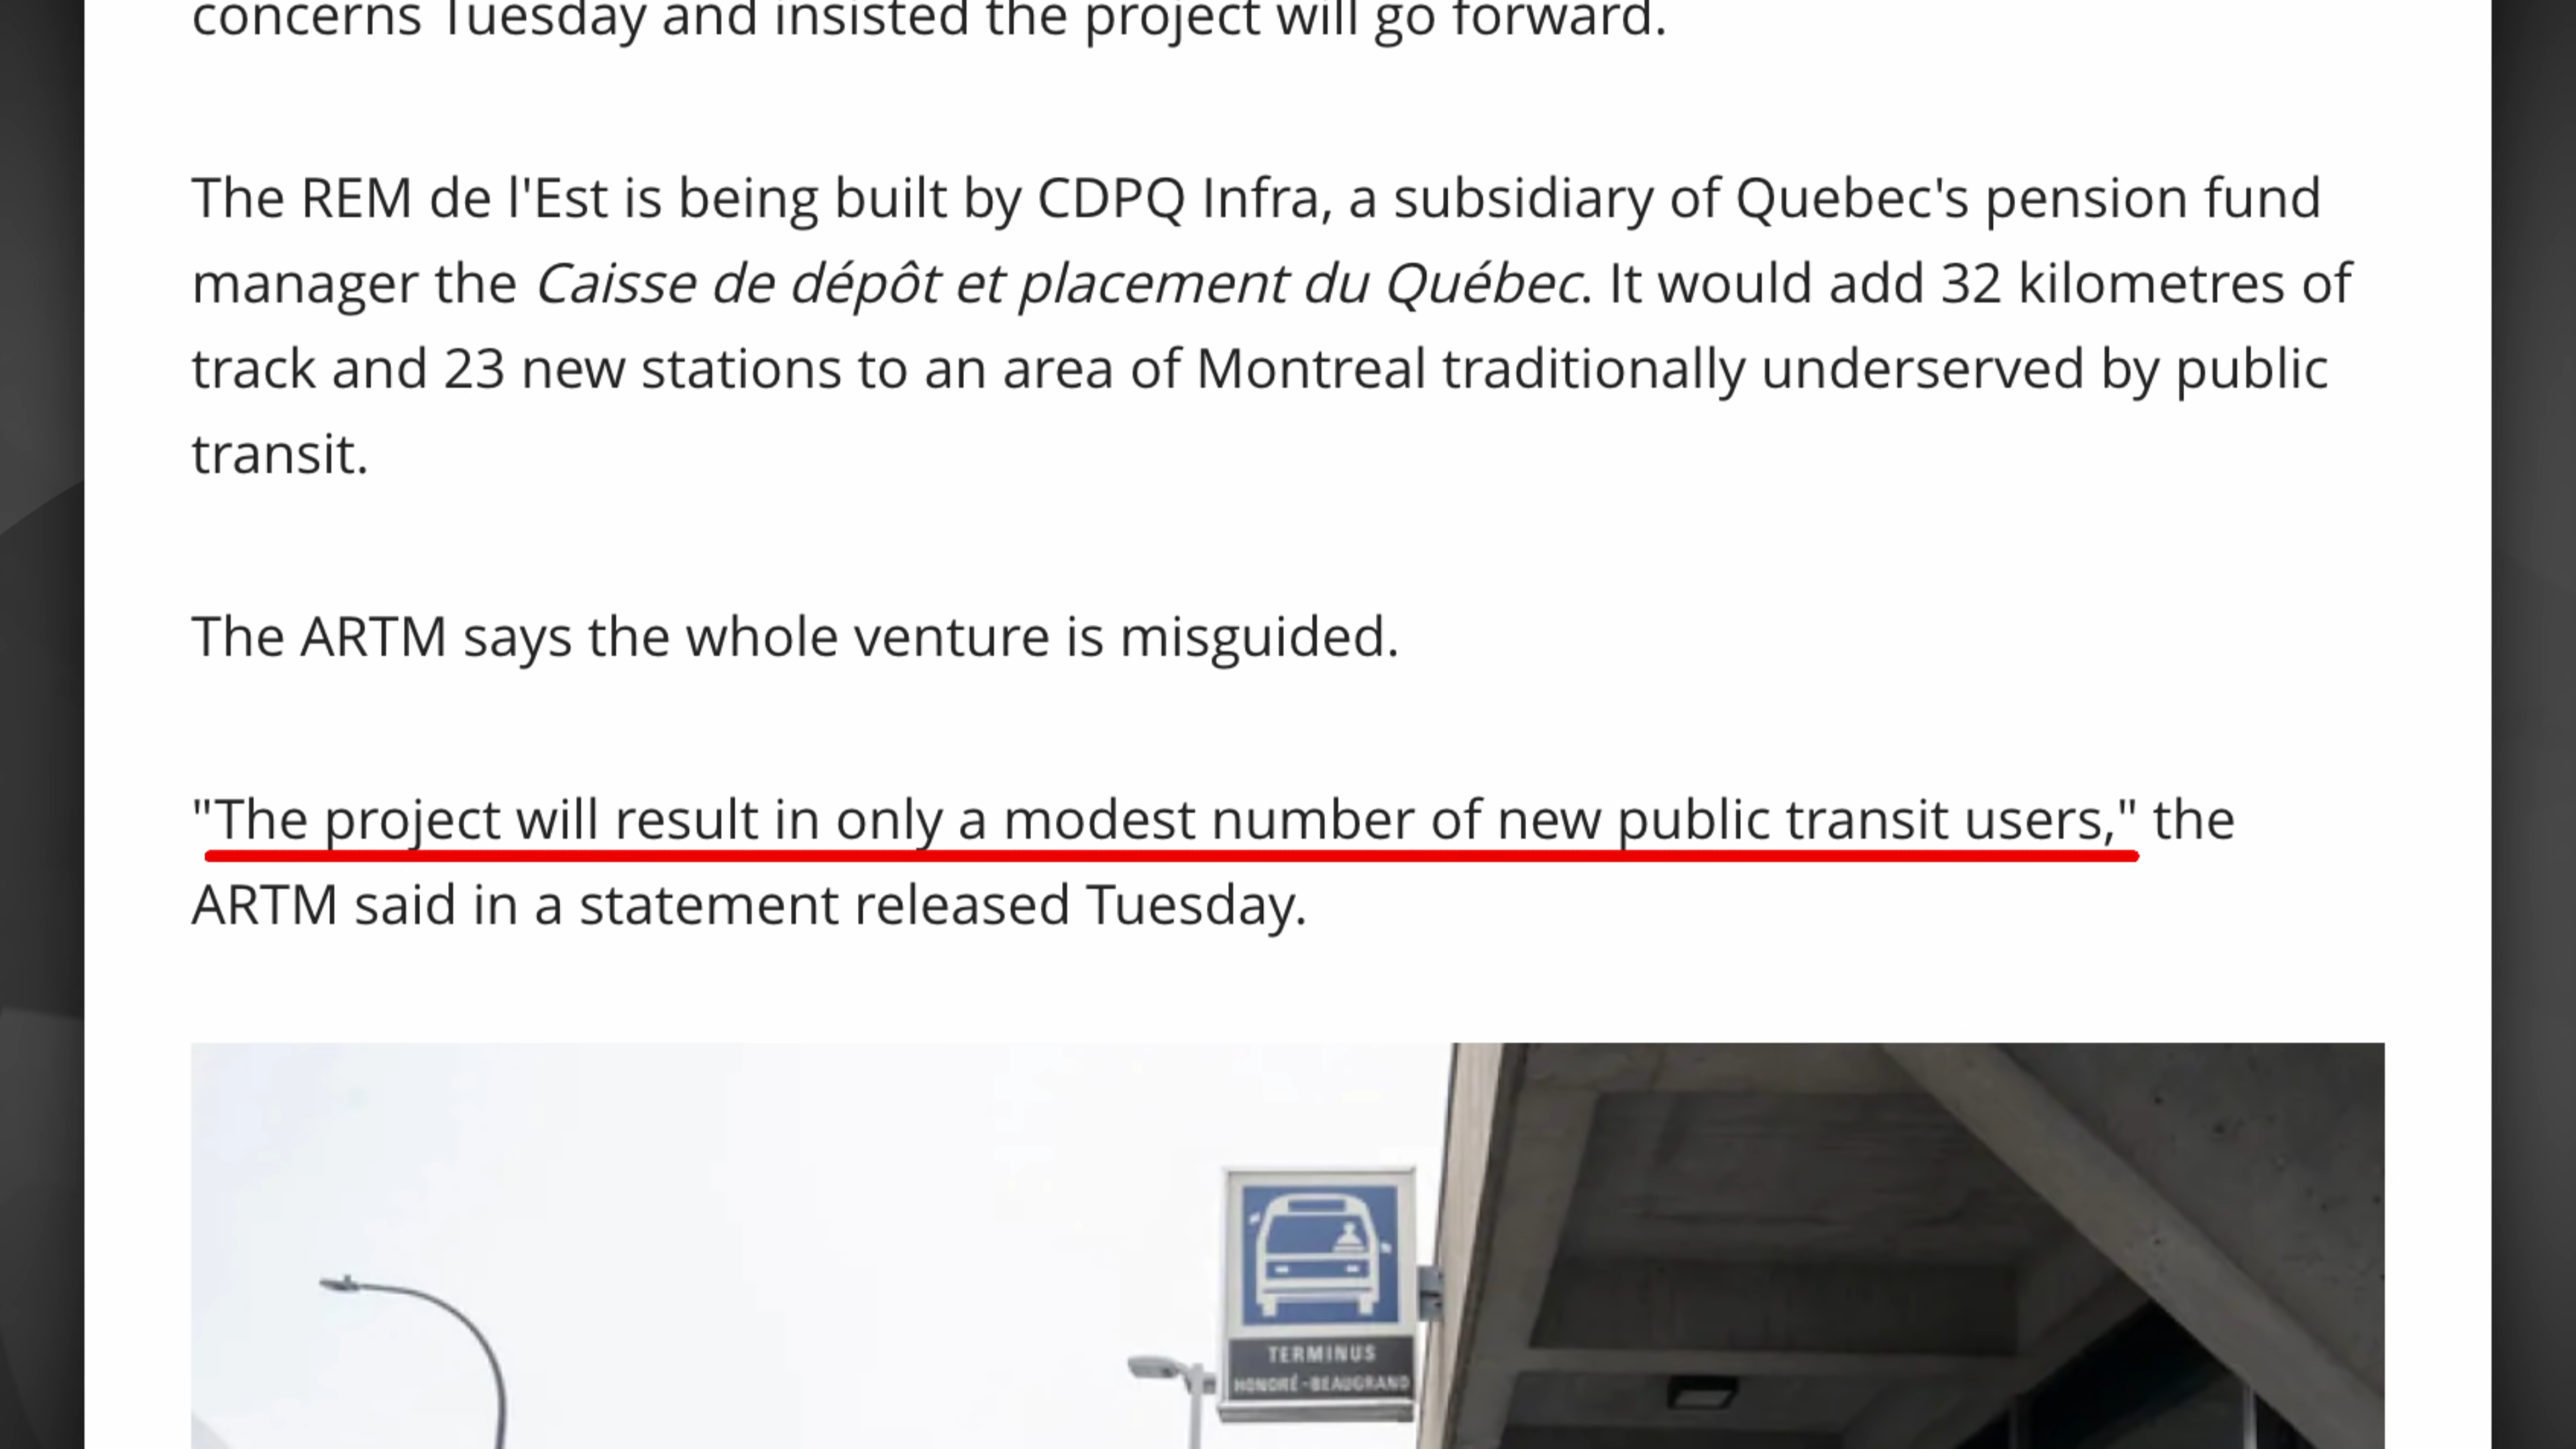 concerns Tuesday and insisted the project will go forward.
The REM de l'Est is being built by CDPQ Infra, a subsidiary of Quebec's pension fund
manager the Caisse de dépôt et placement du Québec. It would add 32 kilometres of
track and 23 new stations to an area of Montreal traditionally underserved by public
transit.
The ARTM says the whole venture is misguided.
"The project will result in only a modest number of new public transit users," the
ARTM said in a statement released Tuesday.
TERMINUS
HONORÉ-BEAUGRAND